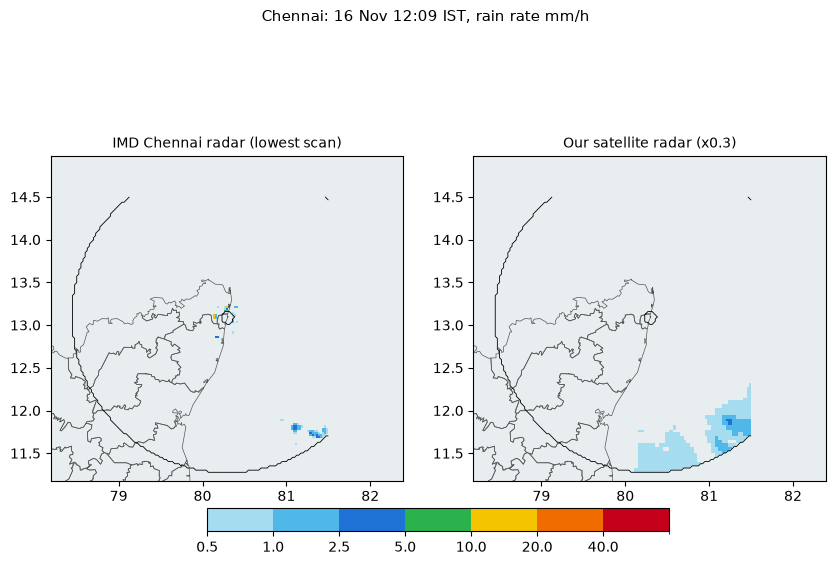 Chennai: 16 Nov 12:09 IST, rain rate mm/h
IMD Chennai radar (lowest scan)
14.5
14.0
13.5
13.0
12.5
12.0
11.5
79 80 81 82
Our satellite radar (x0.3)
14.5
14.0
13.5
13.0
12.5
12.0
11.5
79 80 81 82
0.5 1.0 2.5 5.0 10.0 20.0 40.0